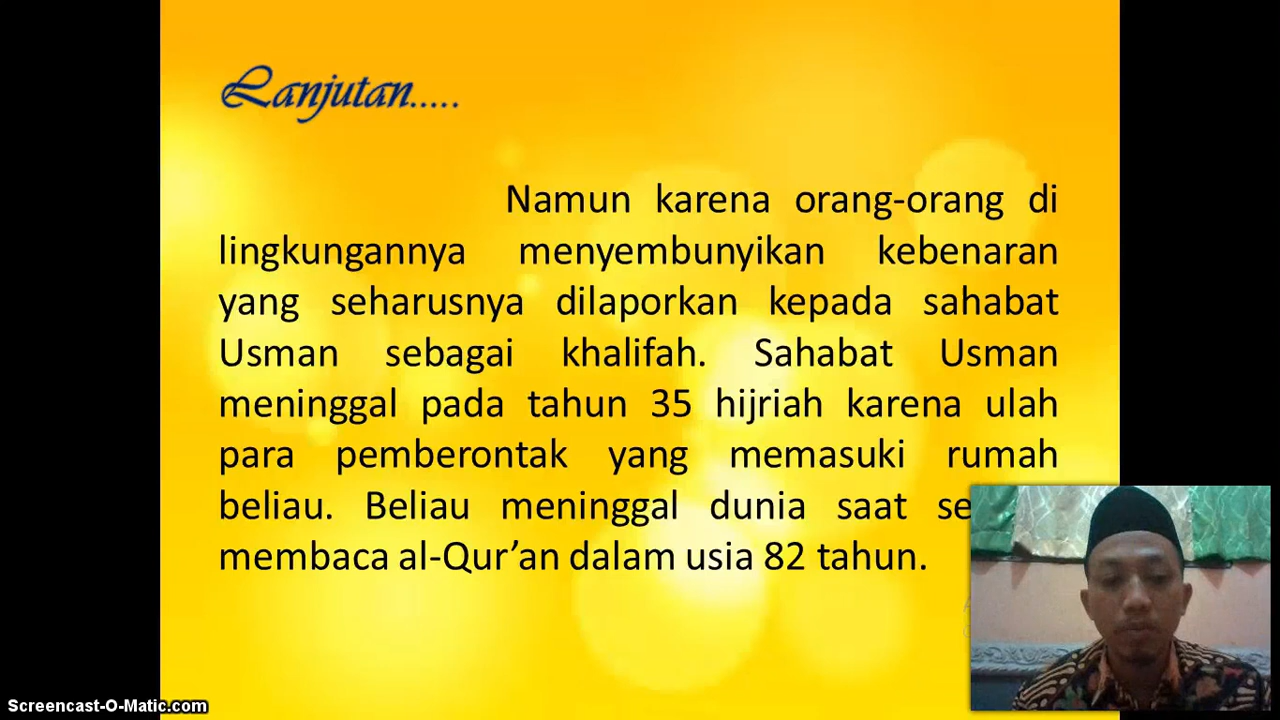 Lanjutan.....
Namun karena orang-orang di
lingkungannya menyembunyikan kebenaran
yang seharusnya dilaporkan kepada sahabat
Usman sebagai khalifah. Sahabat Usman
meninggal pada tahun 35 hijriah karena ulah
para pemberontak yang memasuki rumah
beliau. Beliau meninggal dunia saat
membaca al-Qur’an dalam usia 82 tahun.
Screencast-O-Matic.com